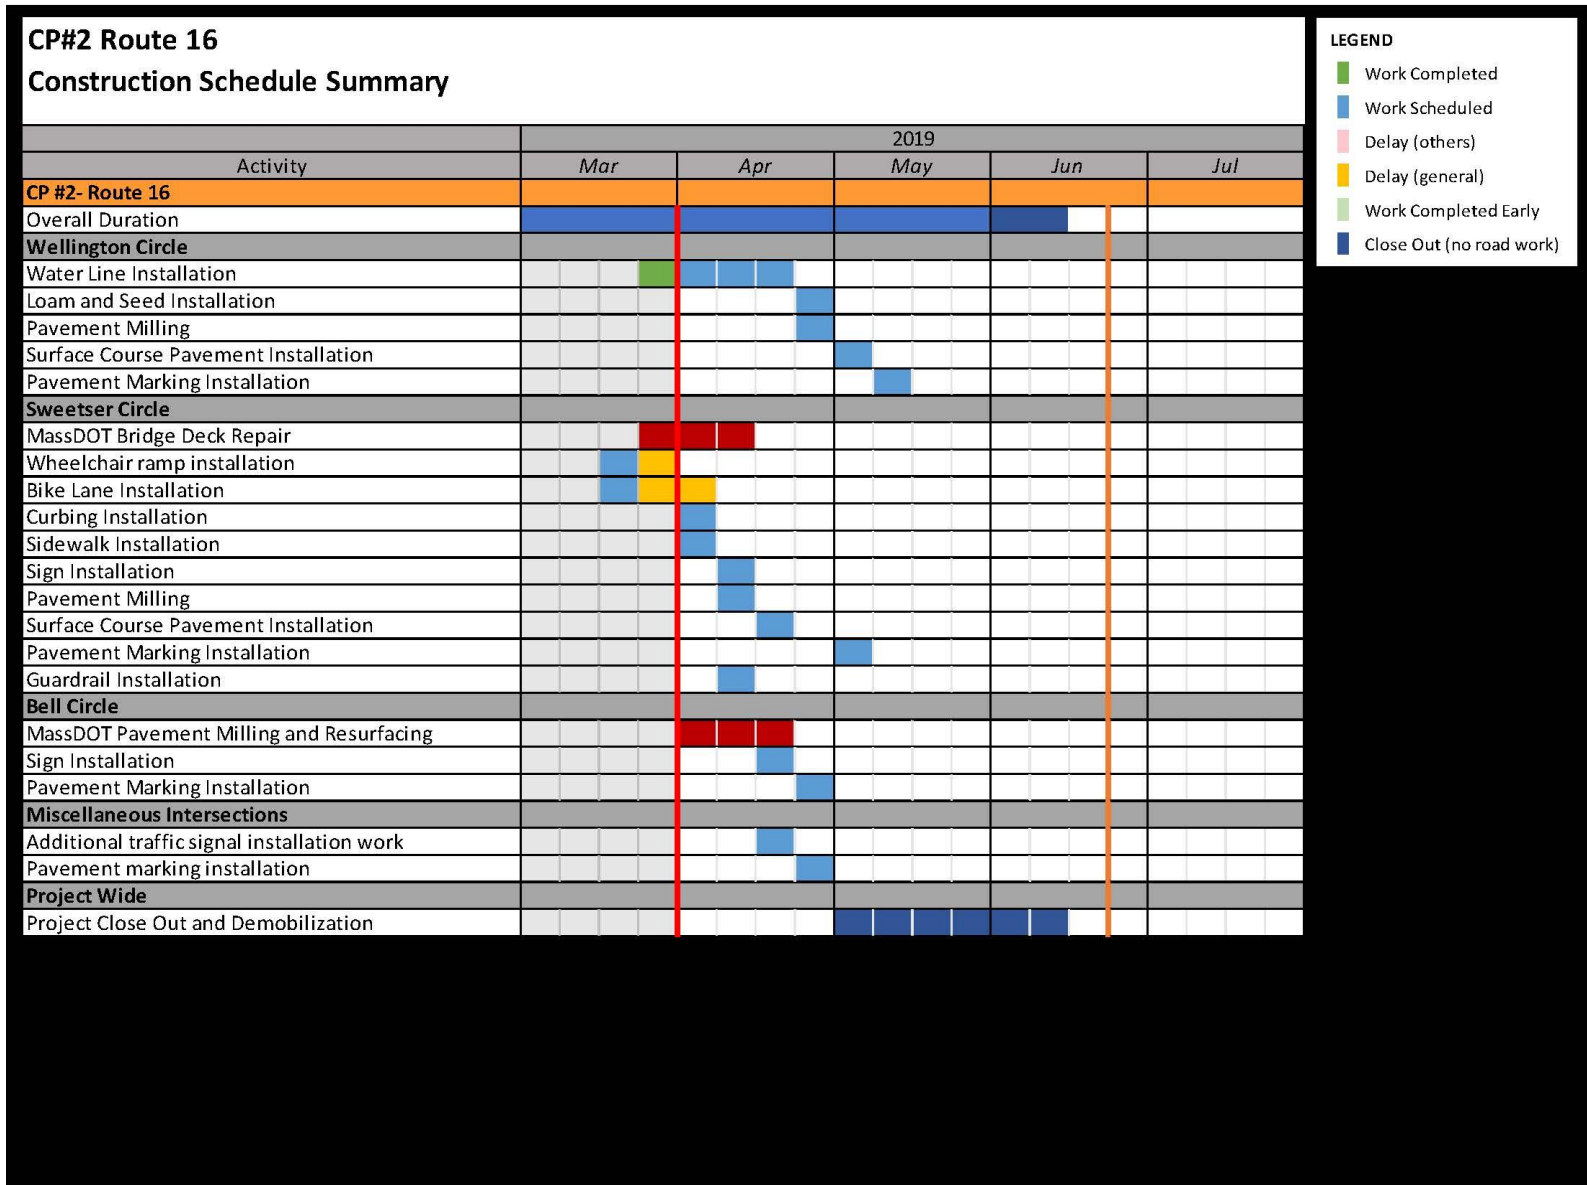 CP#2 Route 16
Construction Schedule Summary
LEGEND
Work Completed
Work Scheduled
Delay (others)
Delay (general)
Work Completed Early
Close Out (no road work)
2019
Activity Mar Apr May Jun Jul
CP #2- Route 16
Overall Duration
Wellington Circle
Water Line Installation
Loam and Seed Installation
Pavement Milling
Surface Course Pavement Installation
Pavement Marking Installation
Sweetser Circle
MassDOT Bridge Deck Repair
Wheelchair ramp installation
Bike Lane Installation
Curbing Installation
Sidewalk Installation
Sign Installation
Pavement Milling
Surface Course Pavement Installation
Pavement Marking Installation
Guardrail Installation
Bell Circle
MassDOT Pavement Milling and Resurfacing
Sign Installation
Pavement Marking Installation
Miscellaneous Intersections
Additional traffic signal installation work
Pavement marking installation
Project Wide
Project Close Out and Demobilization